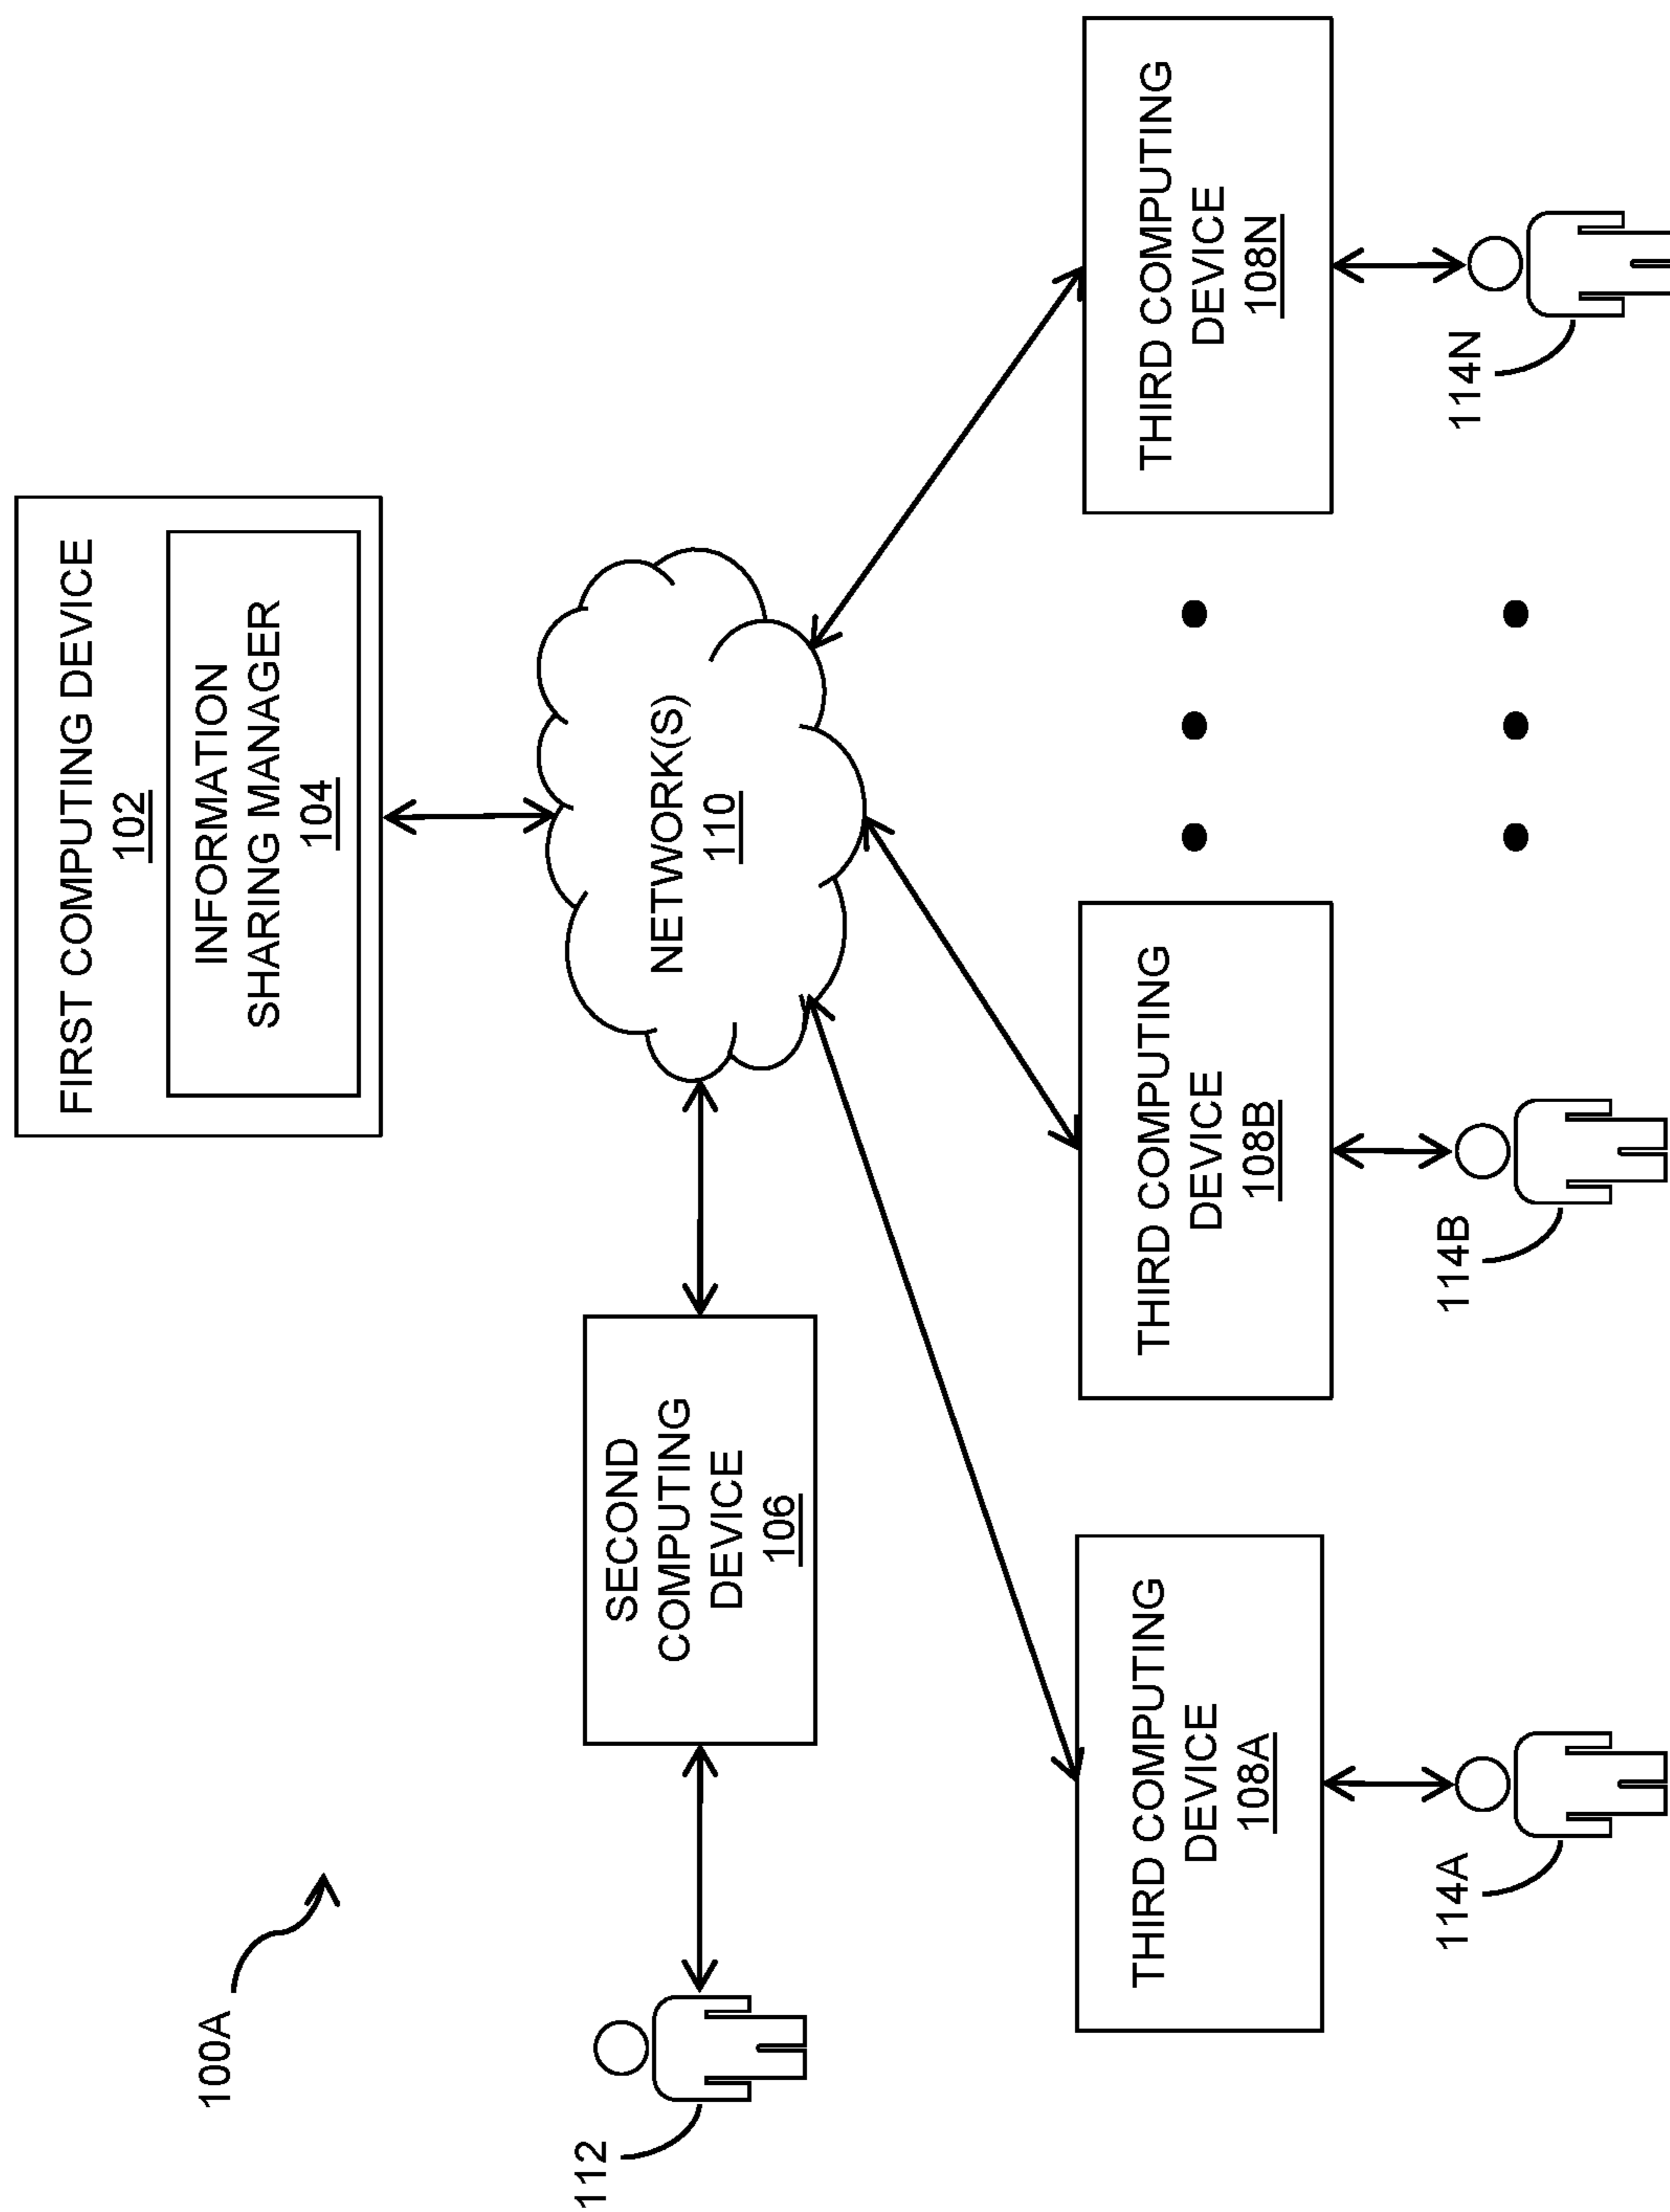 100A
FIRST COMPUTING DEVICE
102
INFORMATION
SHARING MANAGER
104
112
SECOND
COMPUTING
DEVICE
106
NETWORK(S)
110
THIRD COMPUTING
DEVICE
108A
THIRD COMPUTING
DEVICE
108B
THIRD COMPUTING
DEVICE
108N
114A
114B
114N